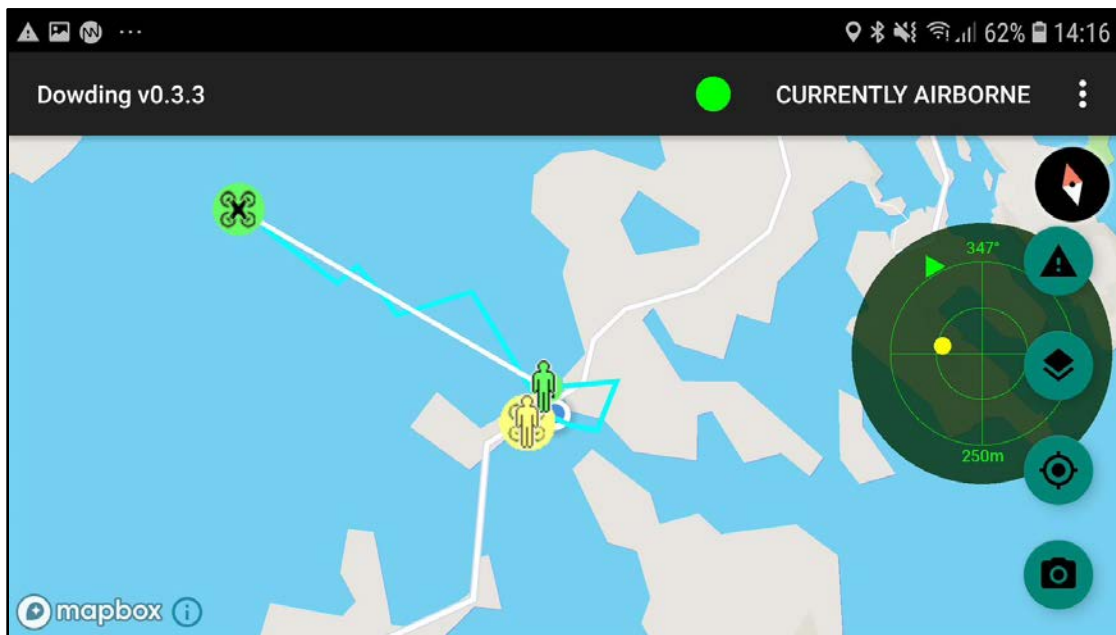 ··· 62% 14:16
Dowding v0.3.3 CURRENTLY AIRBORNE
347°
250m
mapbox